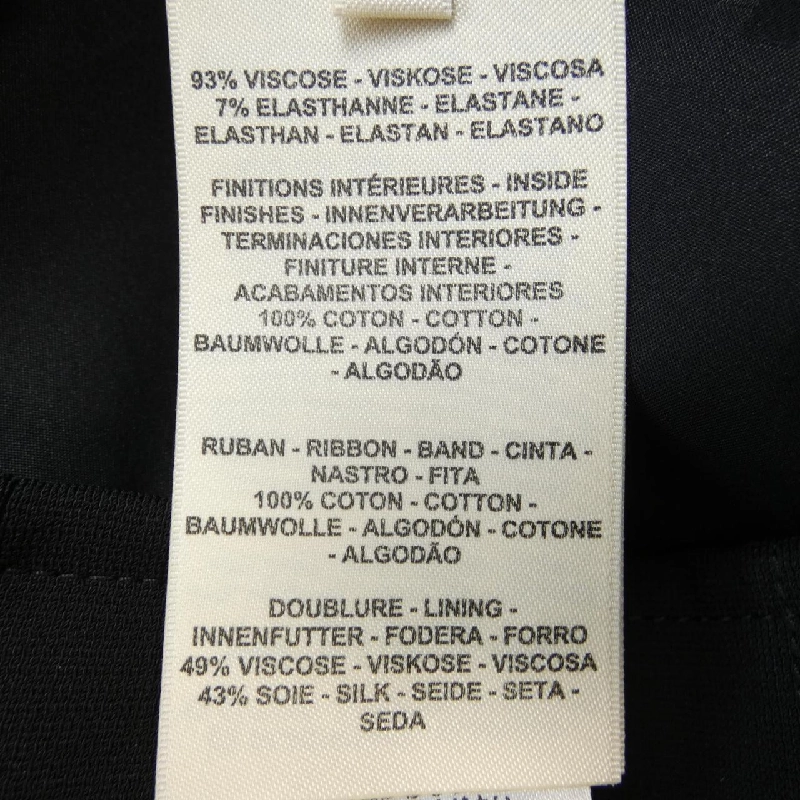 93% VISCOSE - VISKOSE - VISCOSA
7% ELASTHANNE - ELASTANE -
ELASTHAN - ELASTAN - ELASTANO
FINITIONS INTÉRIEURES - INSIDE
FINISHES - INNENVERARBEITUNG -
TERMINACIONES INTERIORES -
FINITURE INTERNE -
ACABAMENTOS INTERIORES
100% COTON - COTTON -
BAUMWOLLE - ALGODÓN - COTONE
- ALGODÃO
RUBAN - RIBBON - BAND - CINTA -
NASTRO - FITA
100% COTON - COTTON -
BAUMWOLLE - ALGODÓN - COTONE
- ALGODÃO
DOUBLURE - LINING -
INNENFUTTER - FODERA - FORRO
49% VISCOSE - VISKOSE - VISCOSA
43% SOIE - SILK - SEIDE - SETA -
SEDA